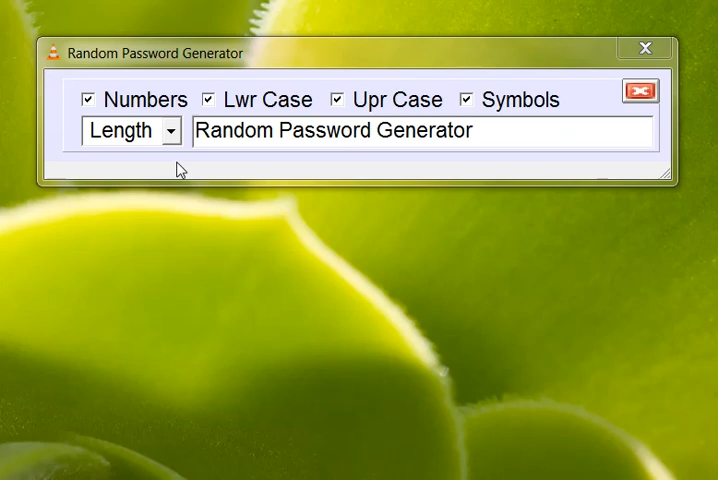 Random Password Generator
Numbers Lwr Case Upr Case Symbols
Length Random Password Generator